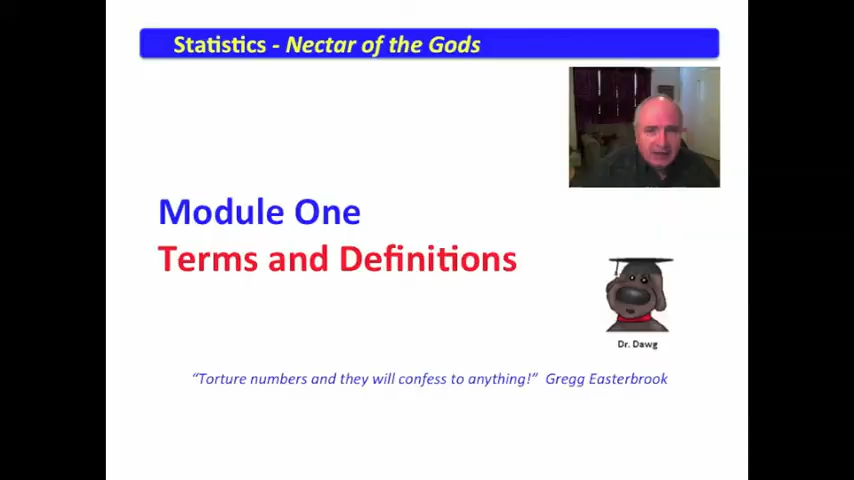 Statistics - Nectar of the Gods
Module One
Terms and Definitions
Dr. Dawg
“Torture numbers and they will confess to anything!” Gregg Easterbrook